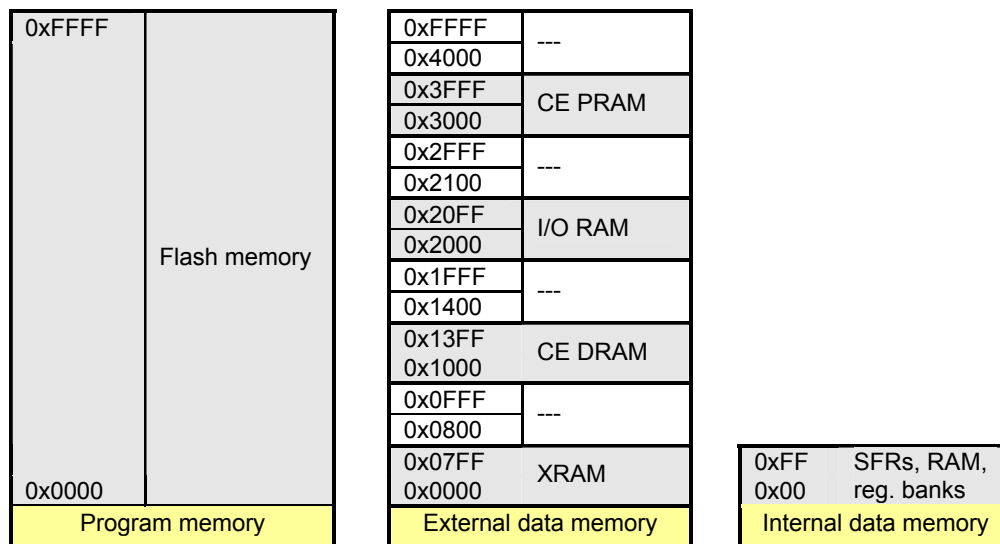 0xFFFF
Flash memory
0x0000
Program memory
0xFFFF
---
0x4000
0x3FFF
CE PRAM
0x3000
0x2FFF
---
0x2100
0x20FF
I/O RAM
0x2000
0x1FFF
---
0x1400
0x13FF
CE DRAM
0x1000
0x0FFF
---
0x0800
0x07FF
XRAM
0x0000
External data memory
0xFF SFRs, RAM,
0x00 reg. banks
Internal data memory